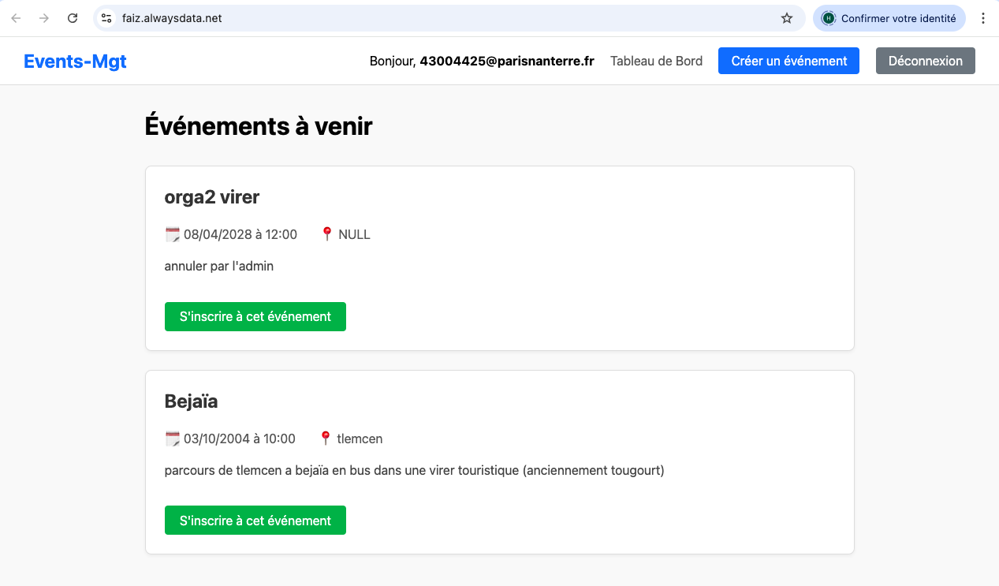 faiz.alwaysdata.net
H
Confirmer votre identité
Events-Mgt
Bonjour, 43004425@parisnanterre.fr
Tableau de Bord
Créer un événement
Déconnexion
Événements à venir
orga2 virer
08/04/2028 à 12:00
NULL
annuler par l'admin
S'inscrire à cet événement
Bejaïa
03/10/2004 à 10:00
tlemcen
parcours de tlemcen a bejaïa en bus dans une virer touristique (anciennement tougourt)
S'inscrire à cet événement